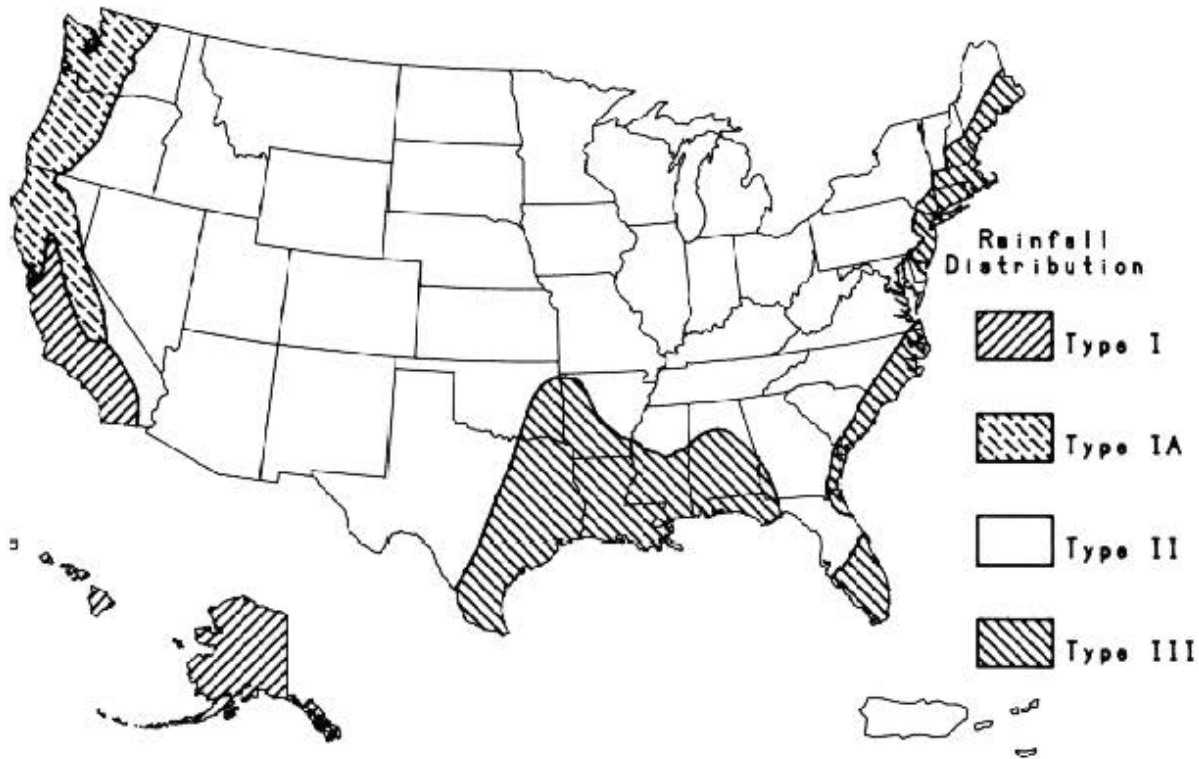 Rainfall
Distribution
Type I
Type IA
Type II
Type III